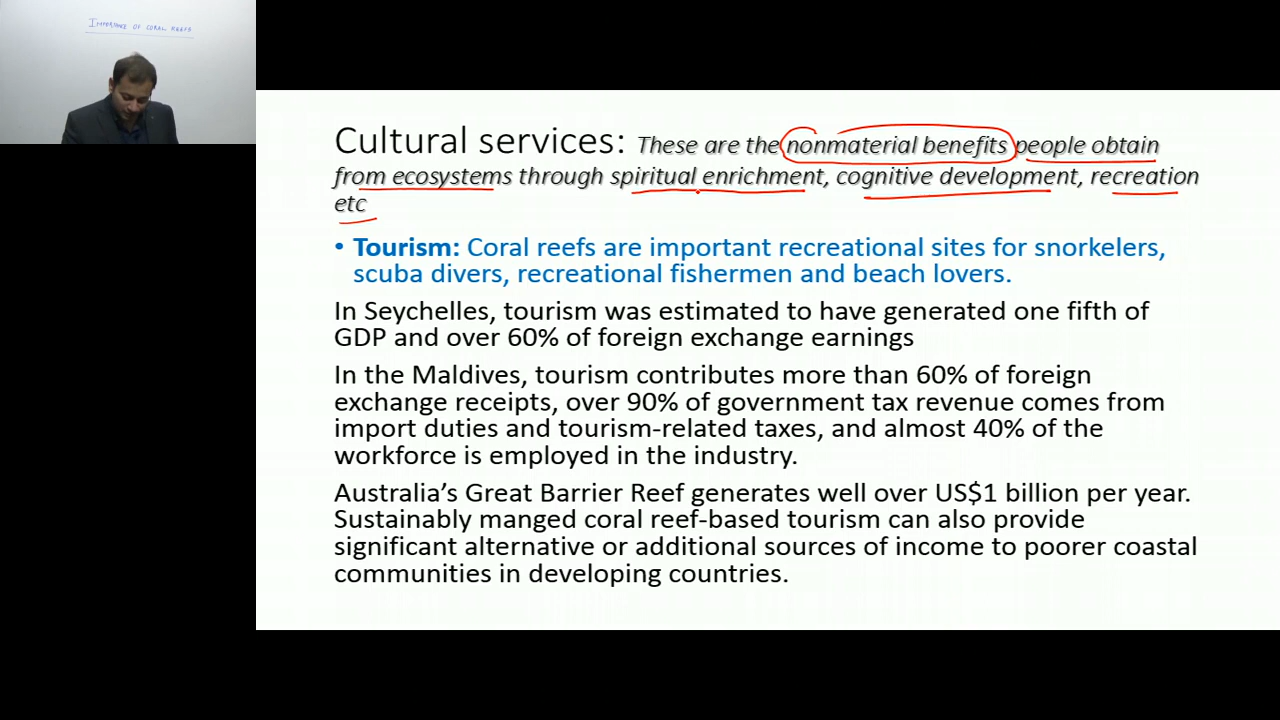 IMPORTANCE OF CORAL REEFS
Cultural services: These are the nonmaterial benefits people obtain
from ecosystems through spiritual enrichment, cognitive development, recreation
etc
• Tourism: Coral reefs are important recreational sites for snorkelers,
scuba divers, recreational fishermen and beach lovers.
In Seychelles, tourism was estimated to have generated one fifth of
GDP and over 60% of foreign exchange earnings
In the Maldives, tourism contributes more than 60% of foreign
exchange receipts, over 90% of government tax revenue comes from
import duties and tourism-related taxes, and almost 40% of the
workforce is employed in the industry.
Australia’s Great Barrier Reef generates well over US$1 billion per year.
Sustainably manged coral reef-based tourism can also provide
significant alternative or additional sources of income to poorer coastal
communities in developing countries.